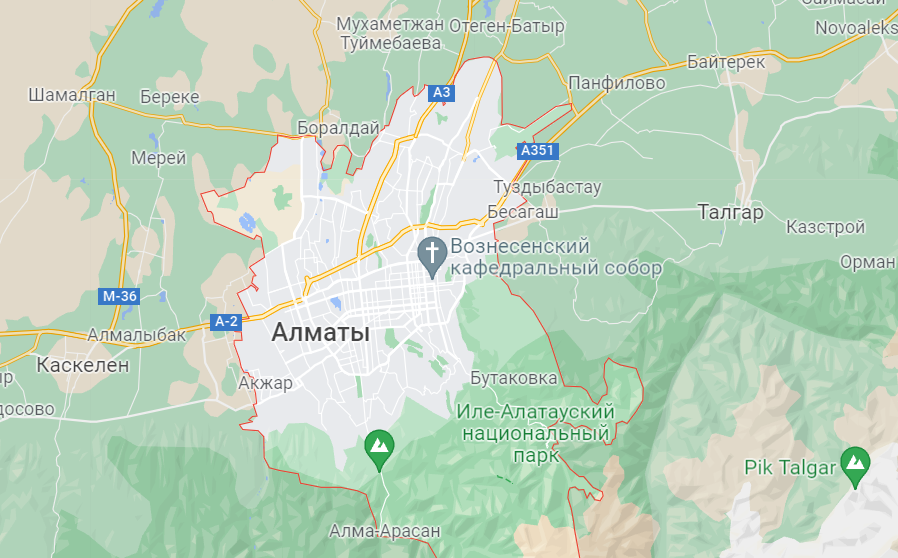 Саймасай
Мухаметжан
Туймебаева
Отеген-Батыр
Novoaleks
Байтерек
Панфилово
Шамалган
Береке
A3
Боралдай
Мерей
A351
Туздыбастау
Бесагаш
Талгар
Казстрой
Вознесенский
кафедральный собор
Орман
M-36
A-2
Алматы
Алмалыбак
Каскелен
ир
Акжар
Бутаковка
досово
Иле-Алатауский
национальный
парк
Pik Talgar
Алма-Арасан